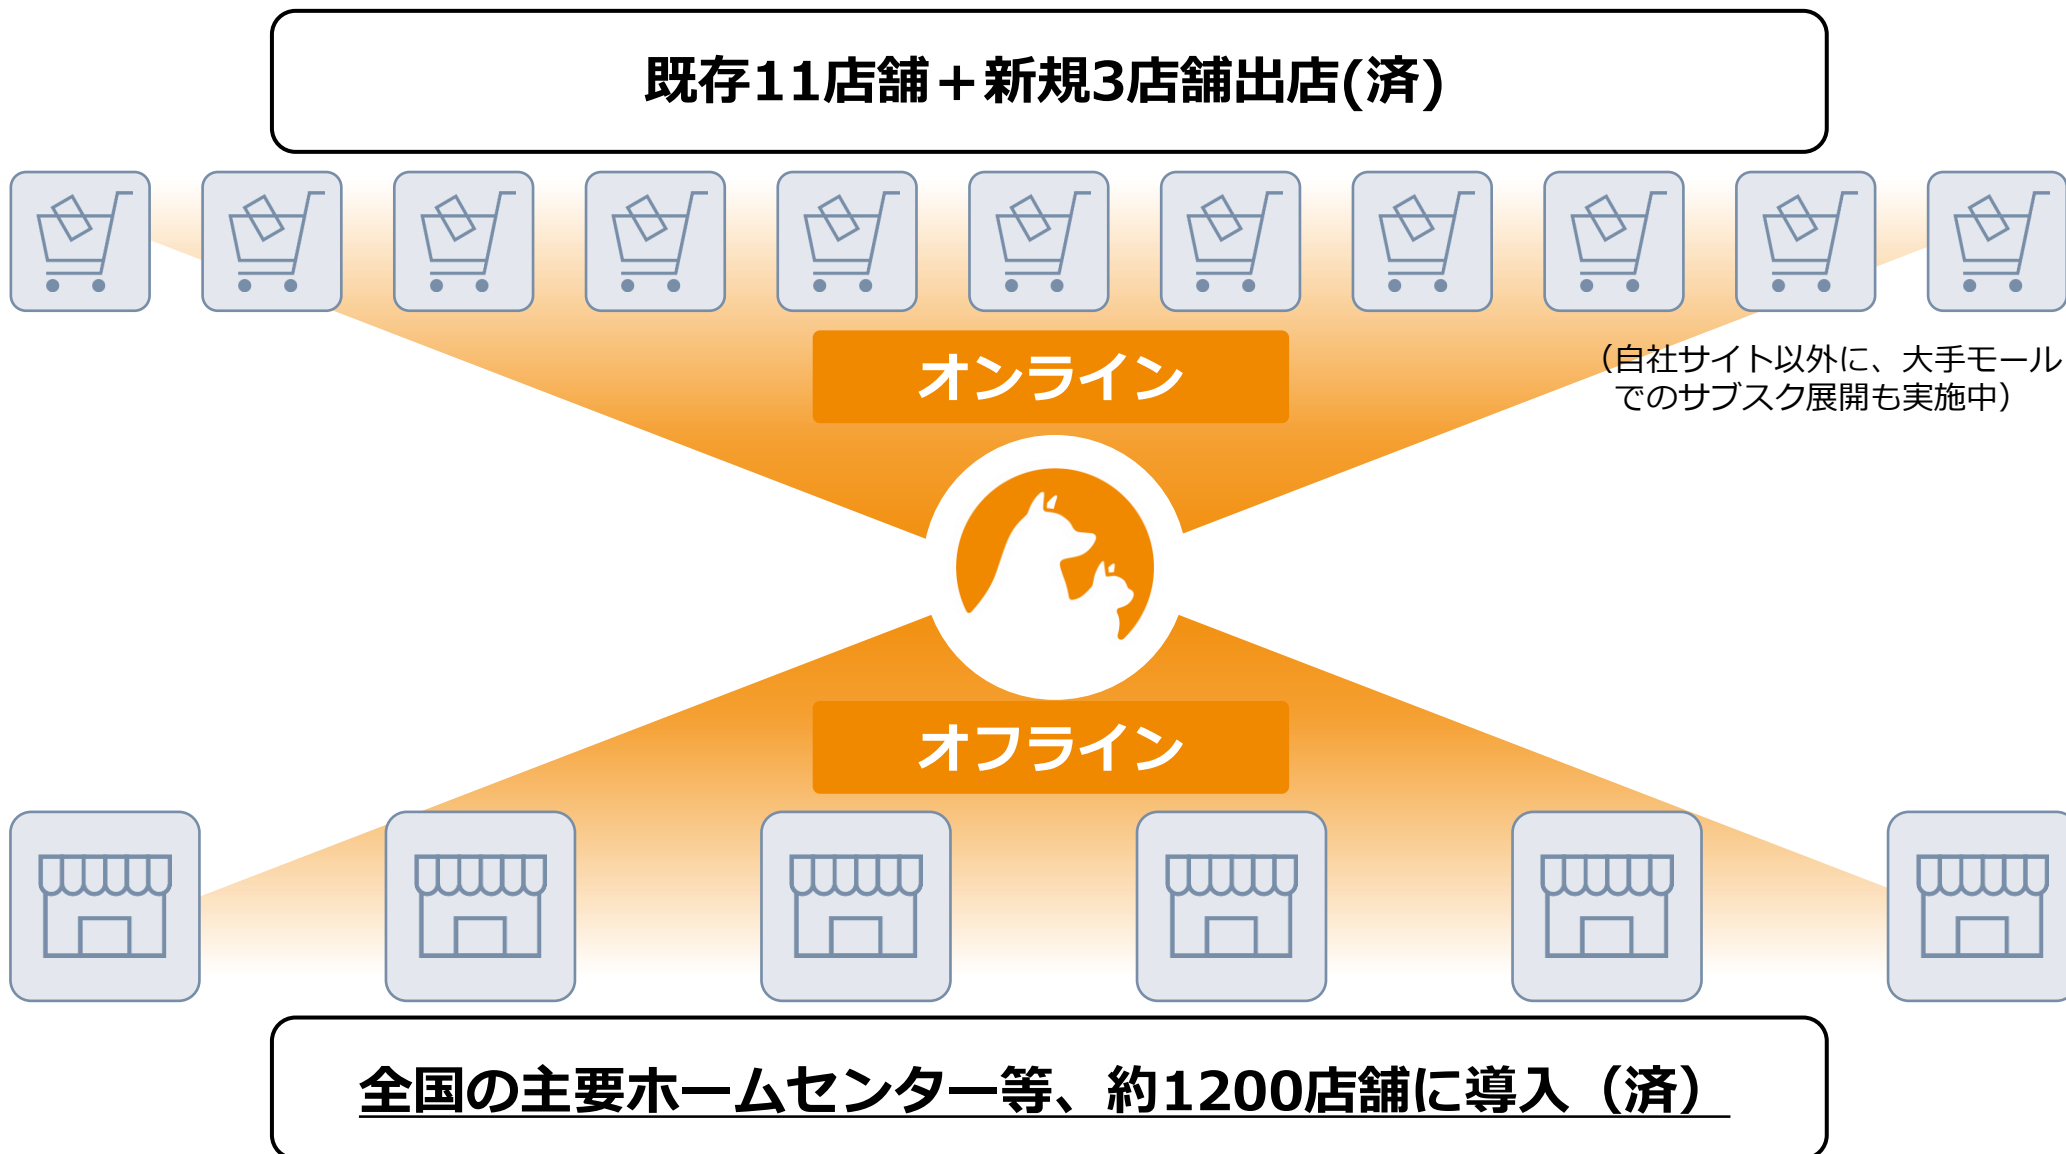 既存11店舗＋新規3店舗出店(済)
オンライン
（自社サイト以外に、大手モール
でのサブスク展開も実施中）
オフライン
全国の主要ホームセンター等、約1200店舗に導入（済）